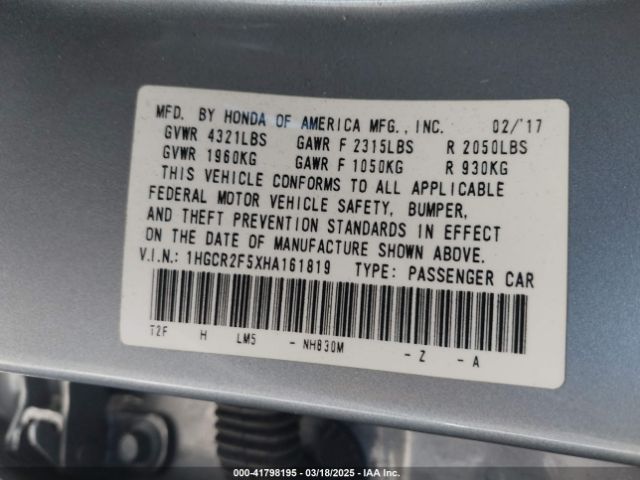 MFD. BY HONDA OF AMERICA MFG., INC. 02/'17
GVWR 4321LBS GAWR F 2315LBS R 2050LBS
GVWR 1960KG GAWR F 1050KG R 930KG
THIS VEHICLE CONFORMS TO ALL APPLICABLE
FEDERAL MOTOR VEHICLE SAFETY, BUMPER,
AND THEFT PREVENTION STANDARDS IN EFFECT
ON THE DATE OF MANUFACTURE SHOWN ABOVE.
V.I.N.: 1HGCR2F5XHA161819 TYPE: PASSENGER CAR
T2F H LM5 - NH830M - Z - A
000-41798195 — 03/18/2025 — IAA Inc.